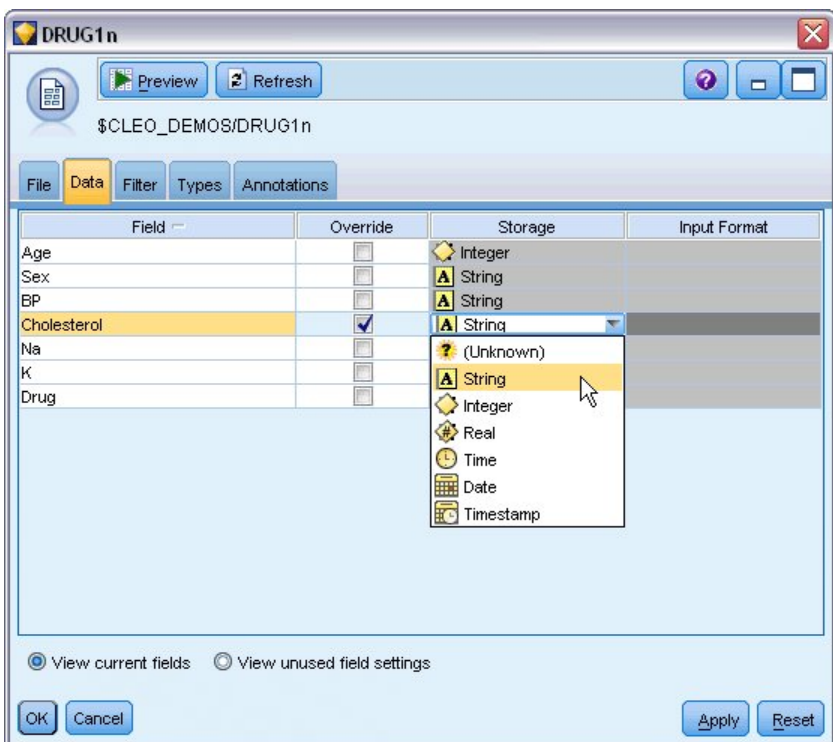 DRUG1n
Preview Refresh
$CLEO_DEMOS/DRUG1n
File Data Filter Types Annotations
Field Override Storage Input Format
Age Integer
Sex A String
BP A String
Cholesterol A String
Na ? (Unknown)
K A String
Drug Integer
# Real
Time
Date
Timestamp
View current fields View unused field settings
OK Cancel Apply Reset